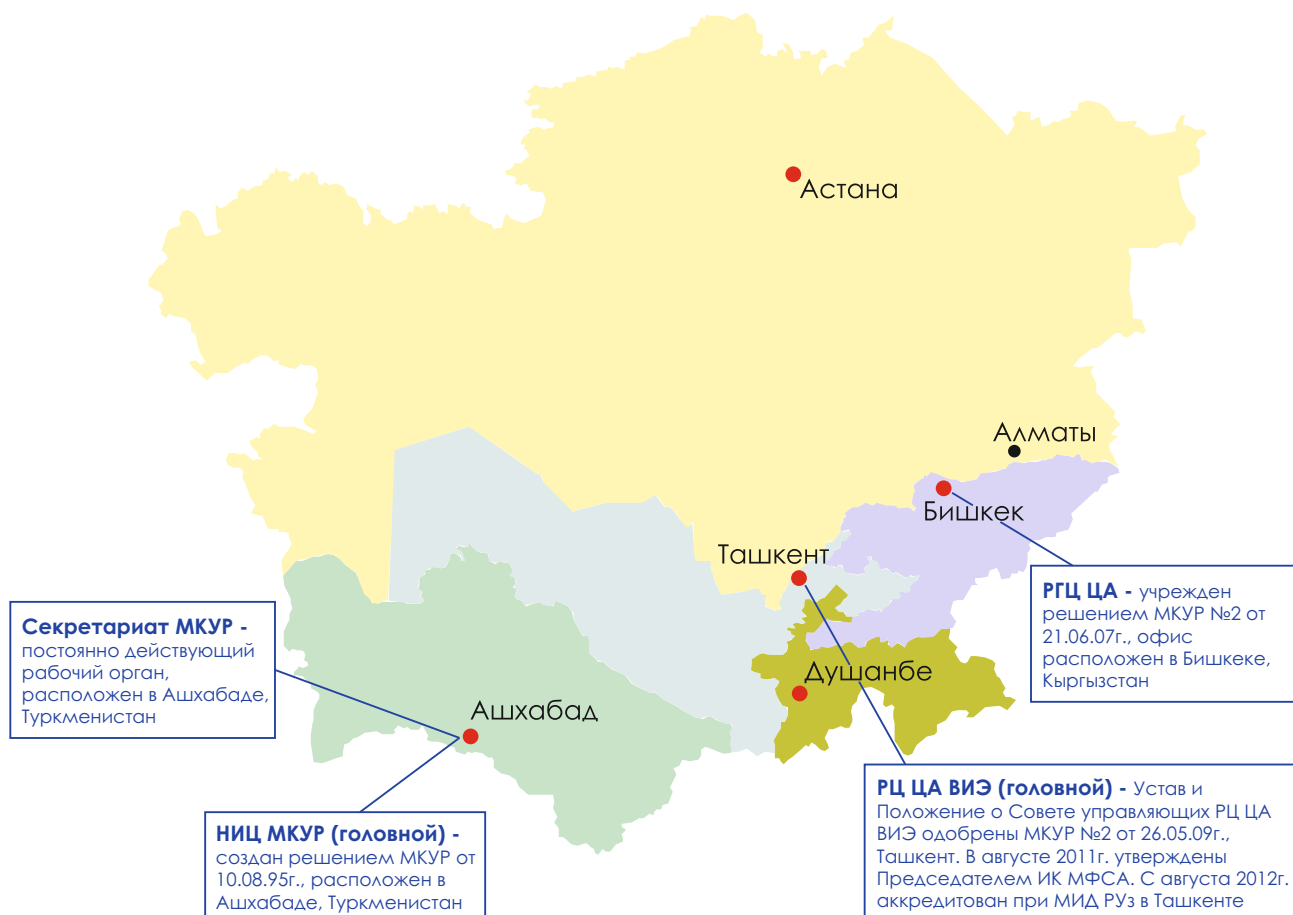 Астана
Алматы
Бишкек
Ташкент
РГЦ ЦА - учрежден
решением МКУР №2 от
21.06.07г., офис
расположен в Бишкеке,
Кыргызстан
Секретариат МКУР -
постоянно действующий
рабочий орган,
расположен в Ашхабаде,
Туркменистан
Душанбе
Ашхабад
РЦ ЦА ВИЭ (головной) - Устав и
Положение о Совете управляющих РЦ ЦА
ВИЭ одобрены МКУР №2 от 26.05.09г.,
Ташкент. В августе 2011г. утверждены
Председателем ИК МФСА. С августа 2012г.
аккредитован при МИД РУз в Ташкенте
НИЦ МКУР (головной) -
создан решением МКУР от
10.08.95г., расположен в
Ашхабаде, Туркменистан